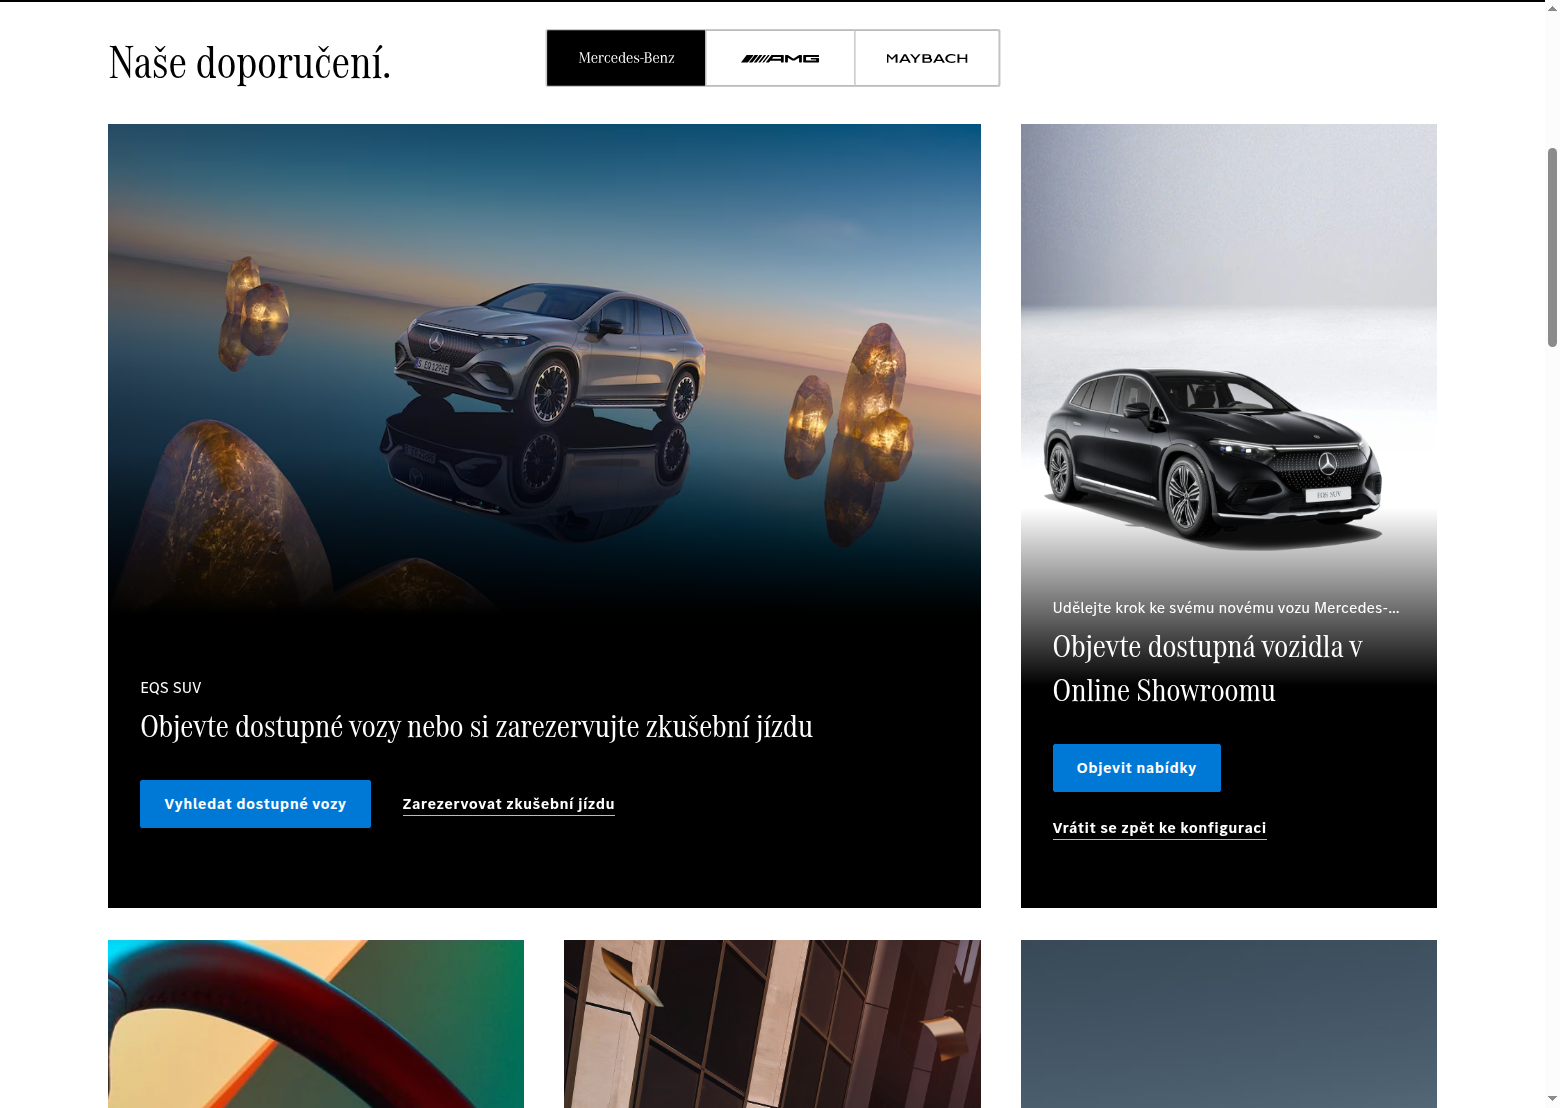 Naše doporučení.
Mercedes-Benz
AMG
MAYBACH
EQS SUV
Objevte dostupné vozy nebo si zarezervujte zkušební jízdu
Vyhledat dostupné vozy
Zarezervovat zkušební jízdu
EQS SUV
Udělejte krok ke svému novému vozu Mercedes-...
Objevte dostupná vozidla v
Online Showroomu
Objevit nabídky
Vrátit se zpět ke konfiguraci